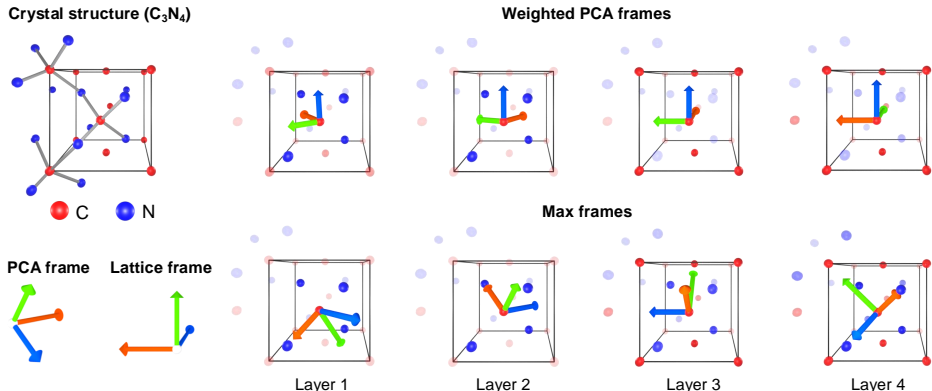 Crystal structure (C₃N₄)
Weighted PCA frames
C
N
Max frames
PCA frame
Lattice frame
Layer 1
Layer 2
Layer 3
Layer 4